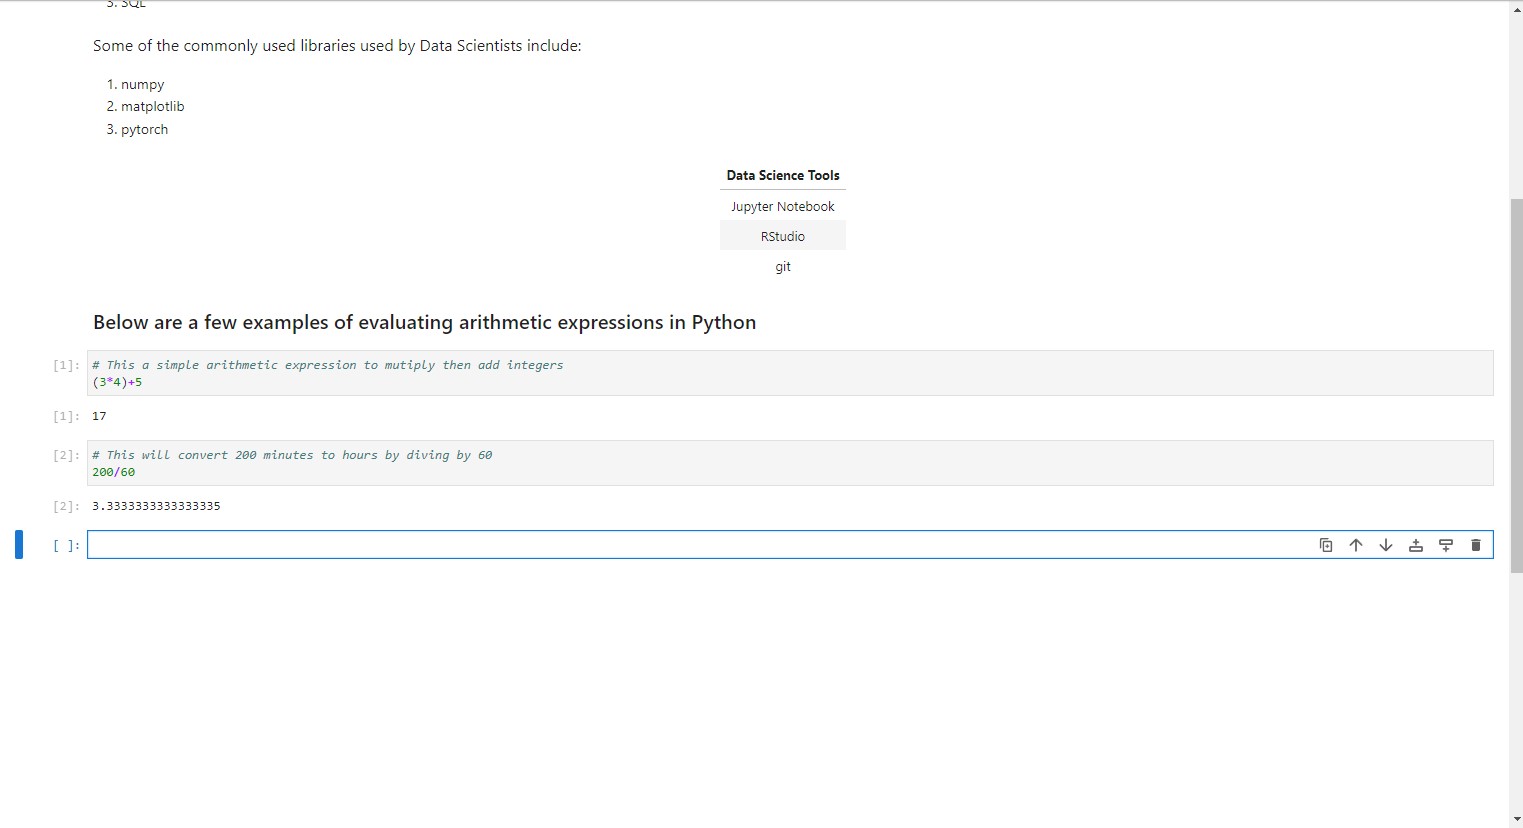 3. SQL
Some of the commonly used libraries used by Data Scientists include:
1. numpy
2. matplotlib
3. pytorch
Data Science Tools
Jupyter Notebook
RStudio
git
Below are a few examples of evaluating arithmetic expressions in Python
[1]: # This a simple arithmetic expression to mutiply then add integers
(3*4)+5
[1]: 17
[2]: # This will convert 200 minutes to hours by diving by 60
200/60
[2]: 3.3333333333333335
[ ]: